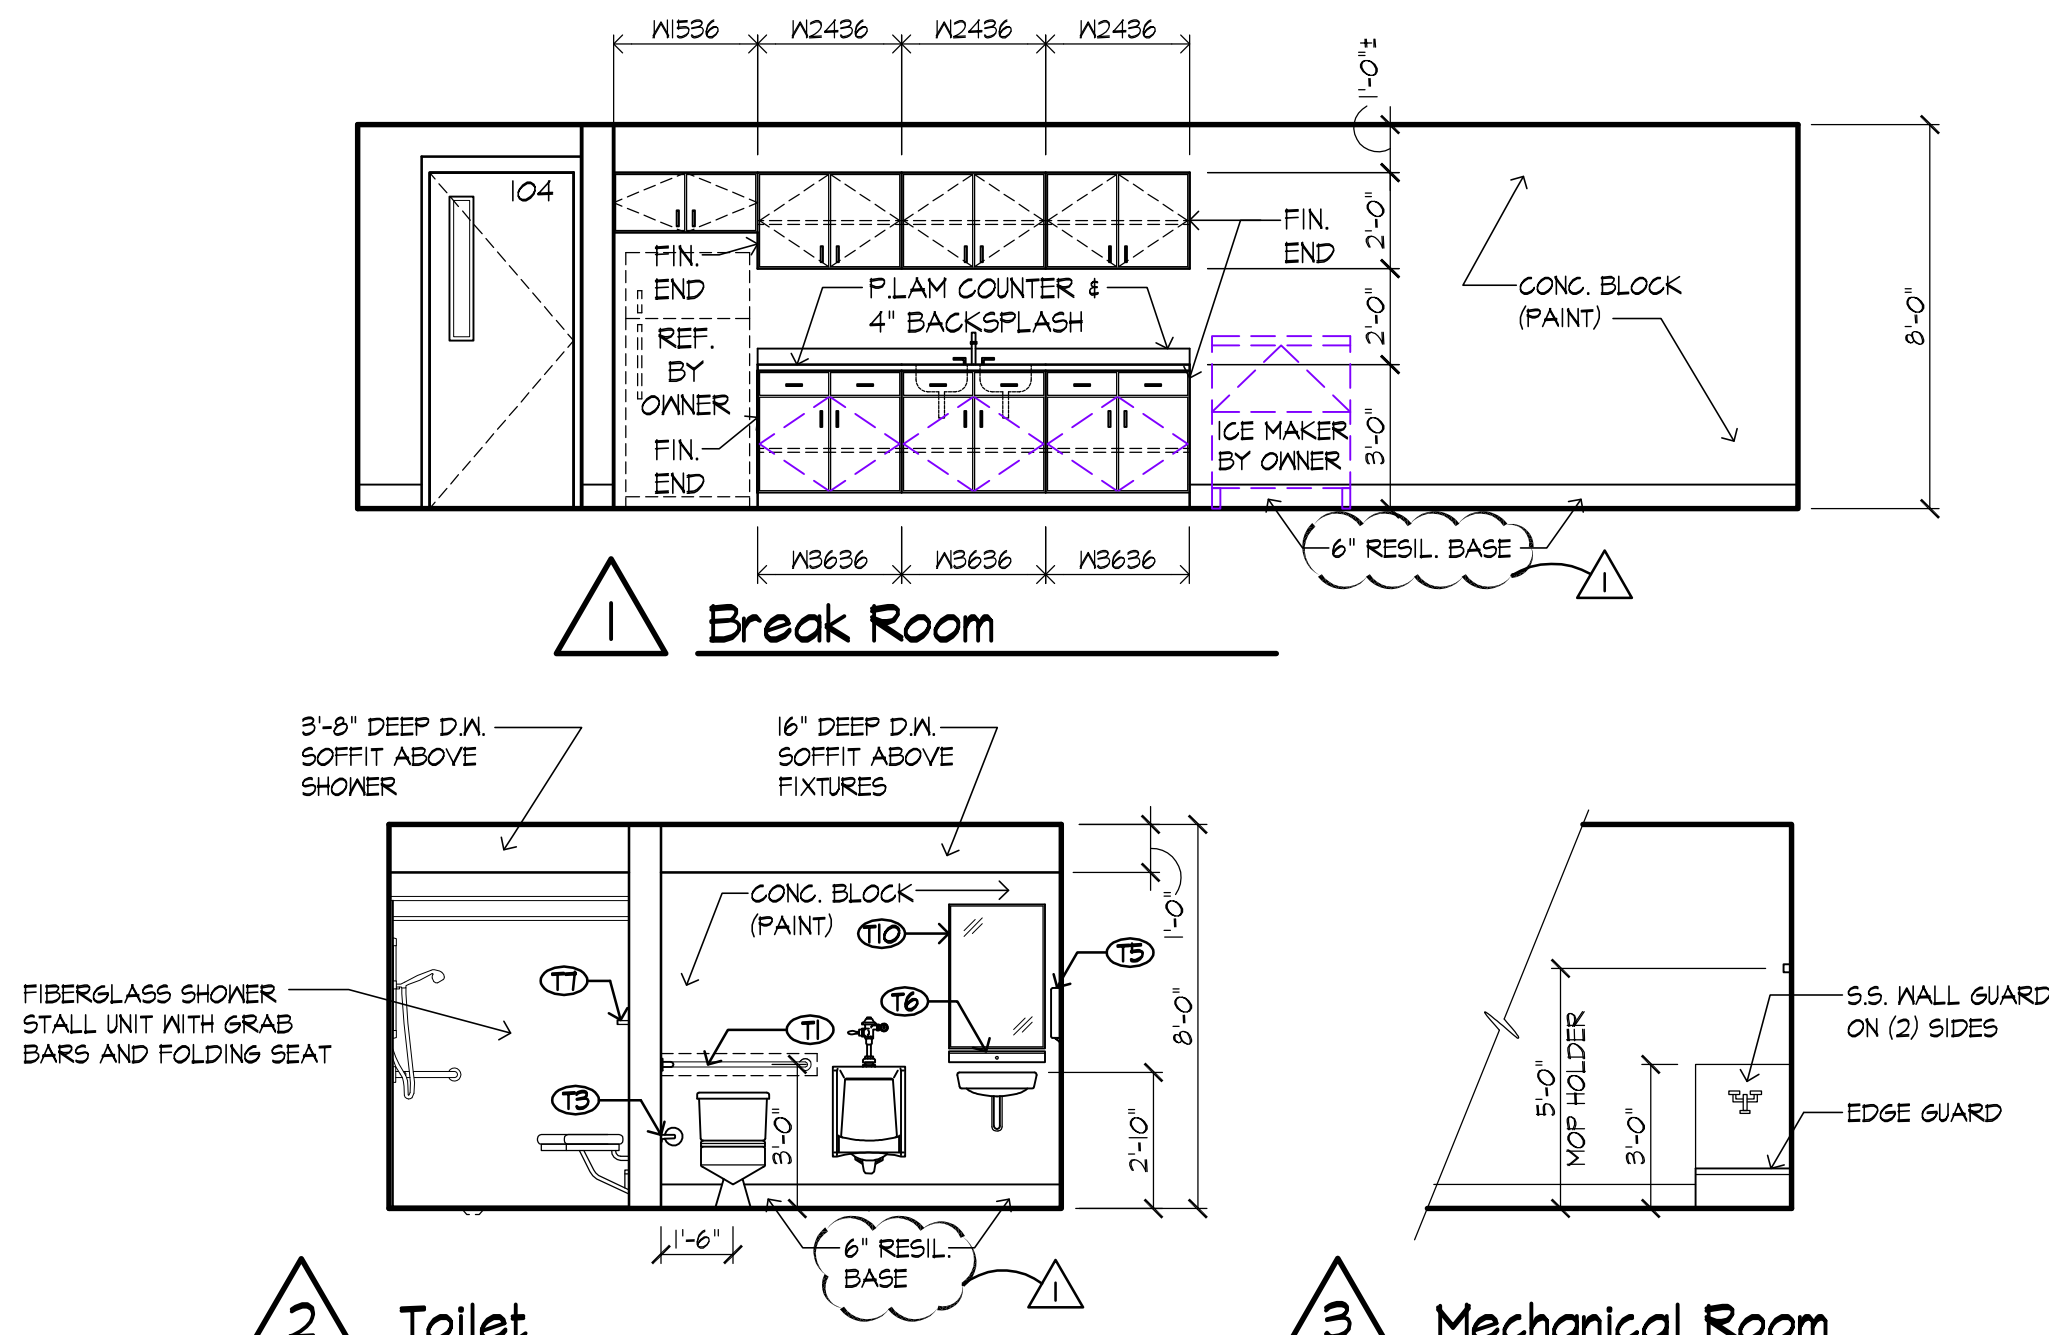 W1536 W2436 W2436 W2436
1'-0"±
104
FIN.
END
FIN.
END
2'-0"
P.LAM COUNTER &
4" BACKSPLASH
CONC. BLOCK
(PAINT)
8'-0"
REF.
BY
OWNER
2'-0"
FIN.
END
ICE MAKER
BY OWNER
3'-0"
6" RESIL. BASE
1
W3636 W3636 W3636
1 Break Room
3'-8" DEEP D.W.
SOFFIT ABOVE
SHOWER
16" DEEP D.W.
SOFFIT ABOVE
FIXTURES
CONC. BLOCK
(PAINT)
T10
1'-0"
T5
T7
T6
8'-0"
FIBERGLASS SHOWER
STALL UNIT WITH GRAB
BARS AND FOLDING SEAT
T1
T3
3'-0"
2'-10"
1'-6"
6" RESIL.
BASE
1
2 Toilet
S.S. WALL GUARD
ON (2) SIDES
5'-0"
MOP HOLDER
3'-0"
EDGE GUARD
3 Mechanical Room